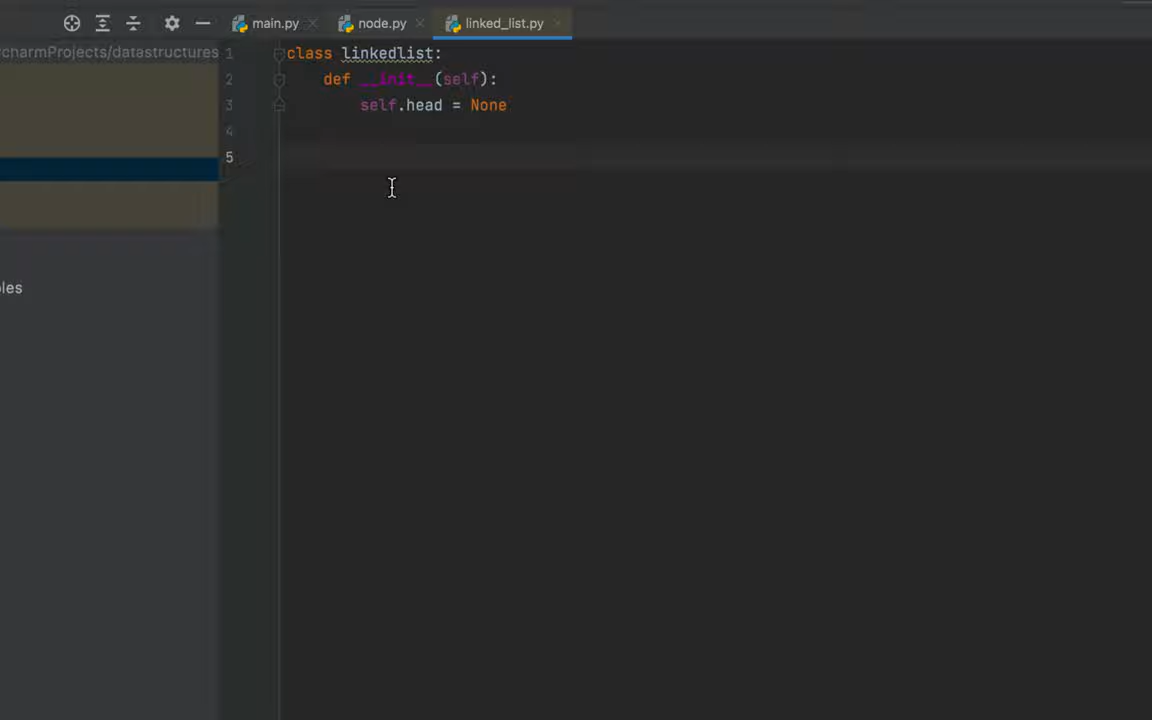 main.py node.py linked_list.py
charmProjects/datastructures
1 class linkedlist:
2 def __init__(self):
3 self.head = None
4
5
les